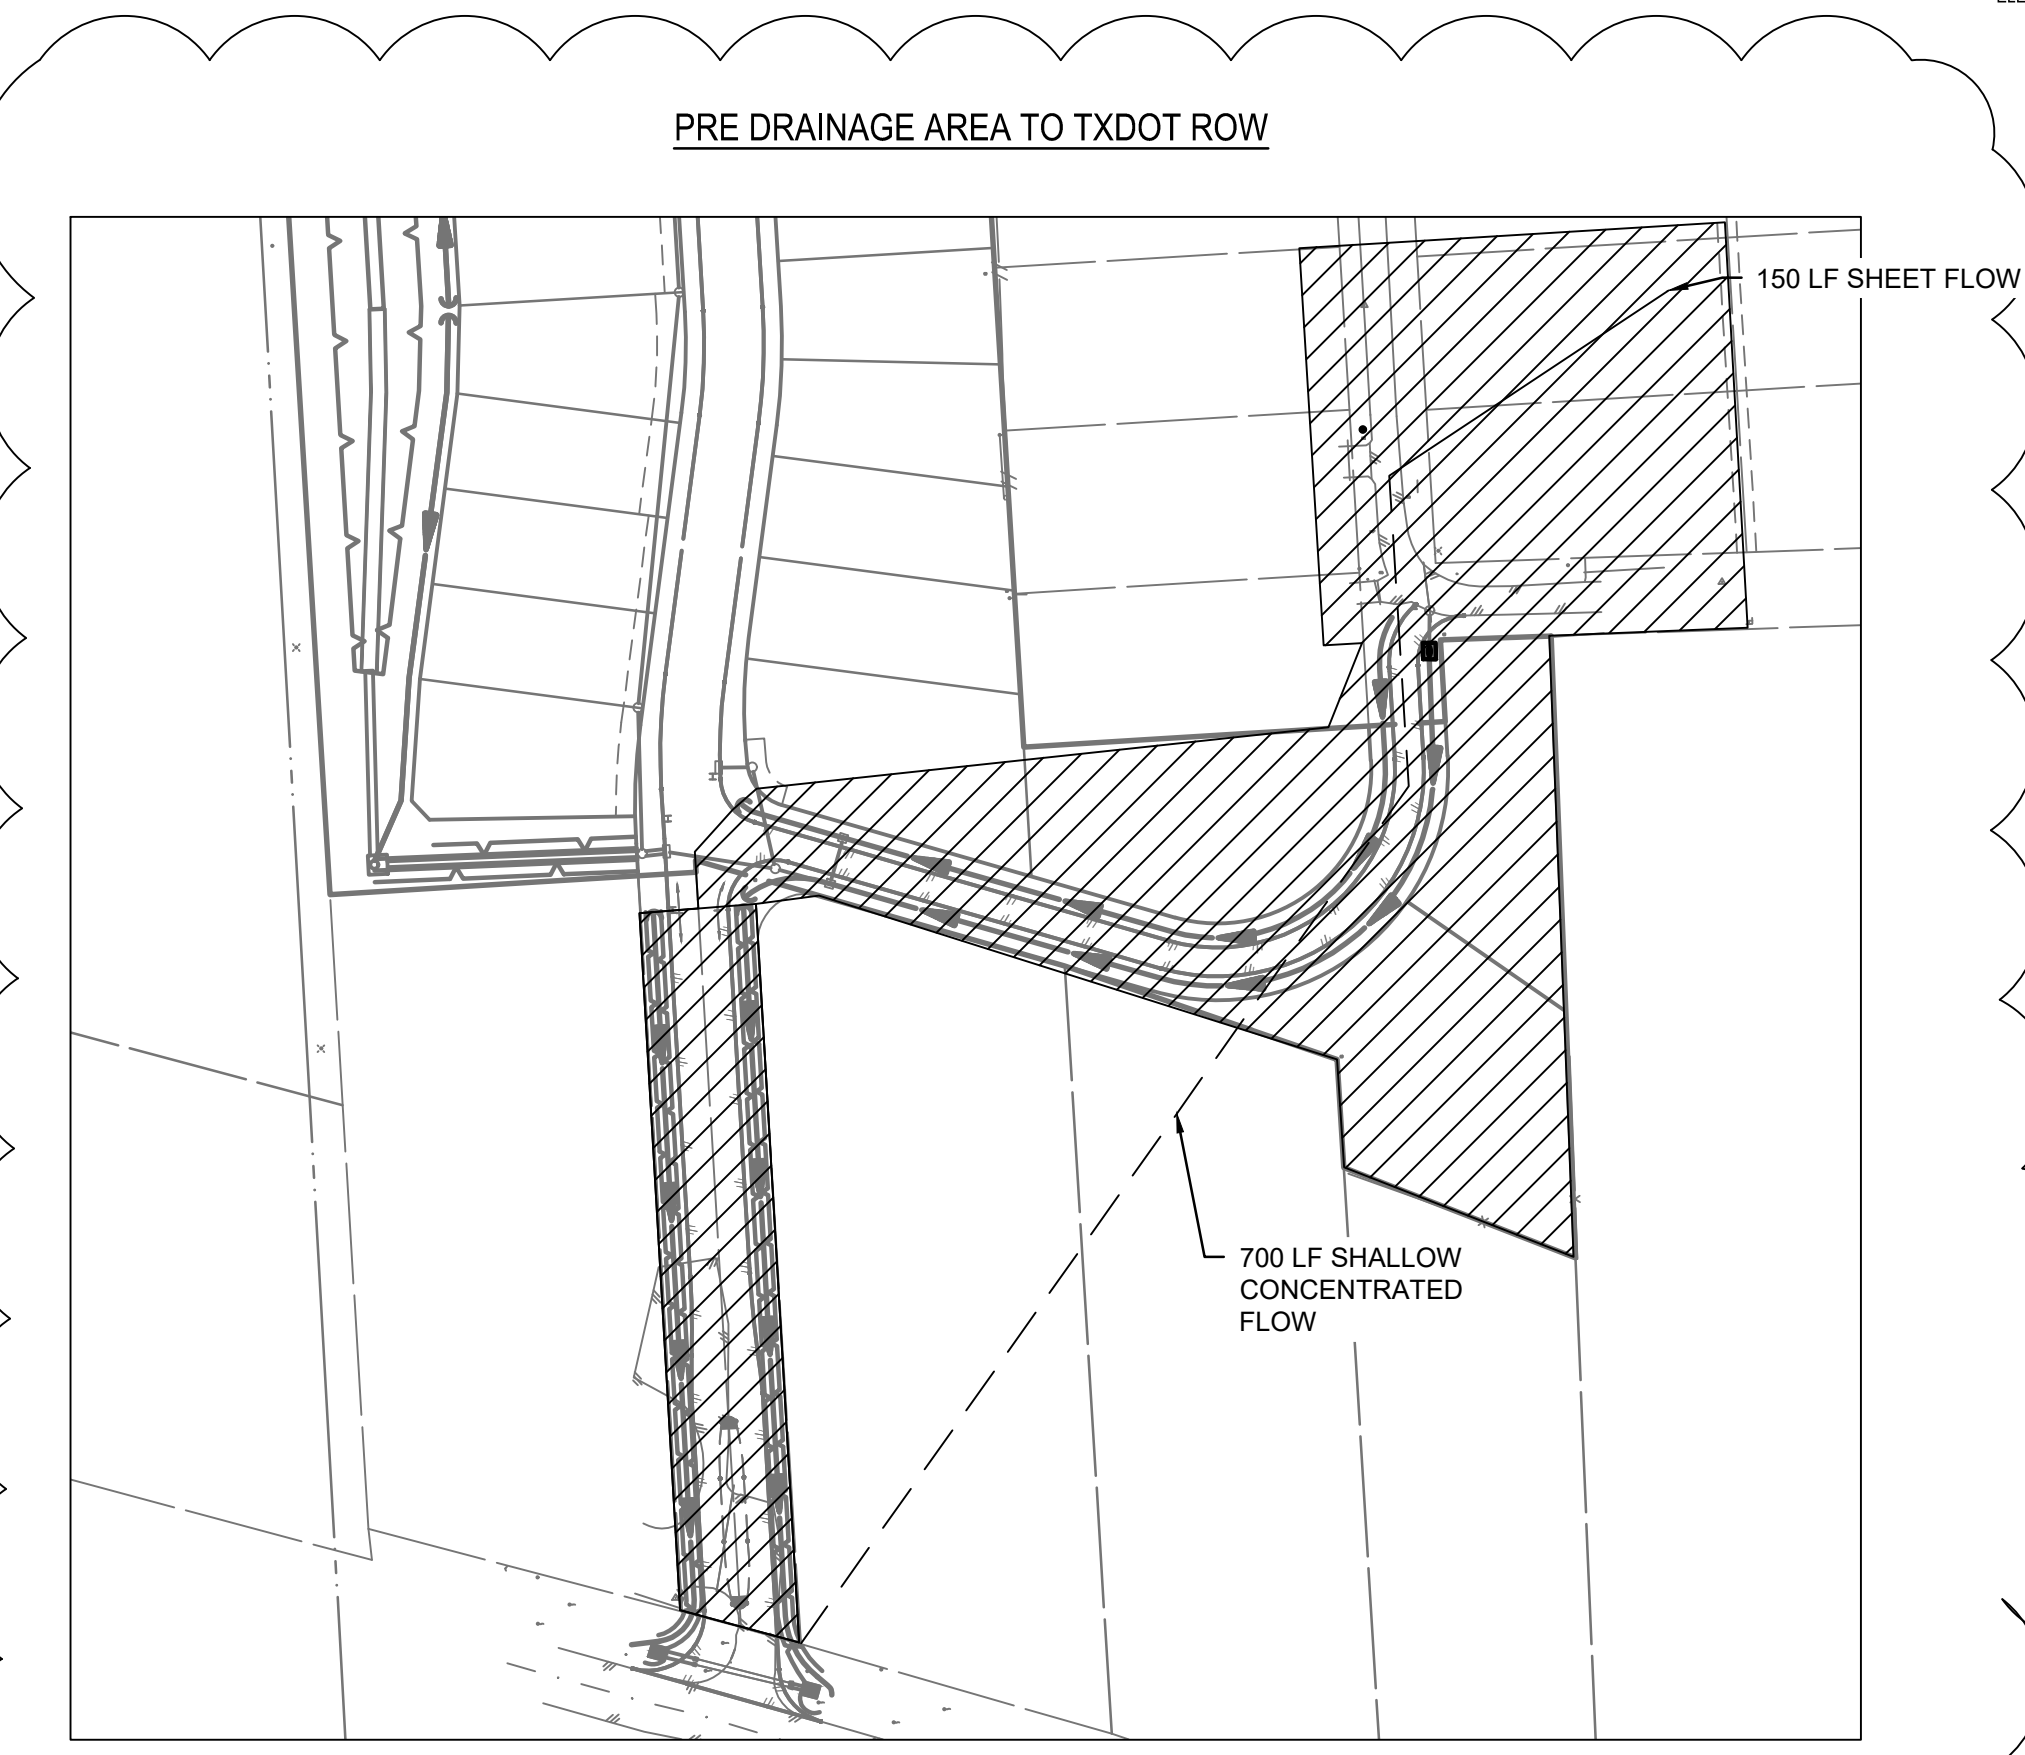 PRE DRAINAGE AREA TO TXDOT ROW
150 LF SHEET FLOW
700 LF SHALLOW
CONCENTRATED
FLOW